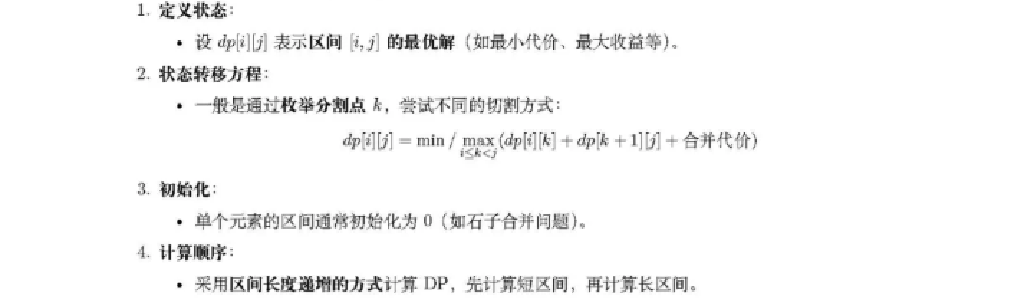 1. 定义状态：
• 设 dp[i][j] 表示区间 [i, j] 的最优解（如最小代价、最大收益等）。
2. 状态转移方程：
• 一般是通过枚举分割点 k，尝试不同的切割方式：
dp[i][j] = min / max_{i≤k<j} (dp[i][k] + dp[k + 1][j] + 合并代价)
3. 初始化：
• 单个元素的区间通常初始化为 0（如石子合并问题）。
4. 计算顺序：
• 采用区间长度递增的方式计算 DP，先计算短区间，再计算长区间。